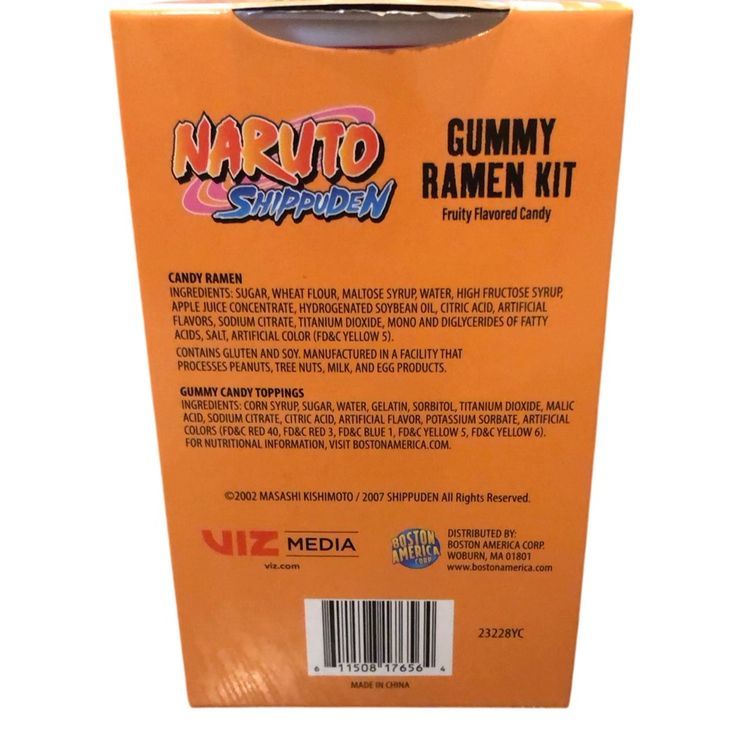 NARUTO
SHIPPUDEN
GUMMY
RAMEN KIT
Fruity Flavored Candy
CANDY RAMEN
INGREDIENTS: SUGAR, WHEAT FLOUR, MALTOSE SYRUP, WATER, HIGH FRUCTOSE SYRUP,
APPLE JUICE CONCENTRATE, HYDROGENATED SOYBEAN OIL, CITRIC ACID, ARTIFICIAL
FLAVORS, SODIUM CITRATE, TITANIUM DIOXIDE, MONO AND DIGLYCERIDES OF FATTY
ACIDS, SALT, ARTIFICIAL COLOR (FD&C YELLOW 5).
CONTAINS GLUTEN AND SOY. MANUFACTURED IN A FACILITY THAT
PROCESSES PEANUTS, TREE NUTS, MILK, AND EGG PRODUCTS.
GUMMY CANDY TOPPINGS
INGREDIENTS: CORN SYRUP, SUGAR, WATER, GELATIN, SORBITOL, TITANIUM DIOXIDE, MALIC
ACID, SODIUM CITRATE, CITRIC ACID, ARTIFICIAL FLAVOR, POTASSIUM SORBATE, ARTIFICIAL
COLORS (FD&C RED 40, FD&C RED 3, FD&C BLUE 1, FD&C YELLOW 5, FD&C YELLOW 6).
FOR NUTRITIONAL INFORMATION, VISIT BOSTONAMERICA.COM.
©2002 MASASHI KISHIMOTO / 2007 SHIPPUDEN All Rights Reserved.
VIZ MEDIA
viz.com
BOSTON
AMERICA
CORP.
DISTRIBUTED BY:
BOSTON AMERICA CORP.
WOBURN, MA 01801
www.bostonamerica.com
23228YC
6 11508 17656 4
MADE IN CHINA